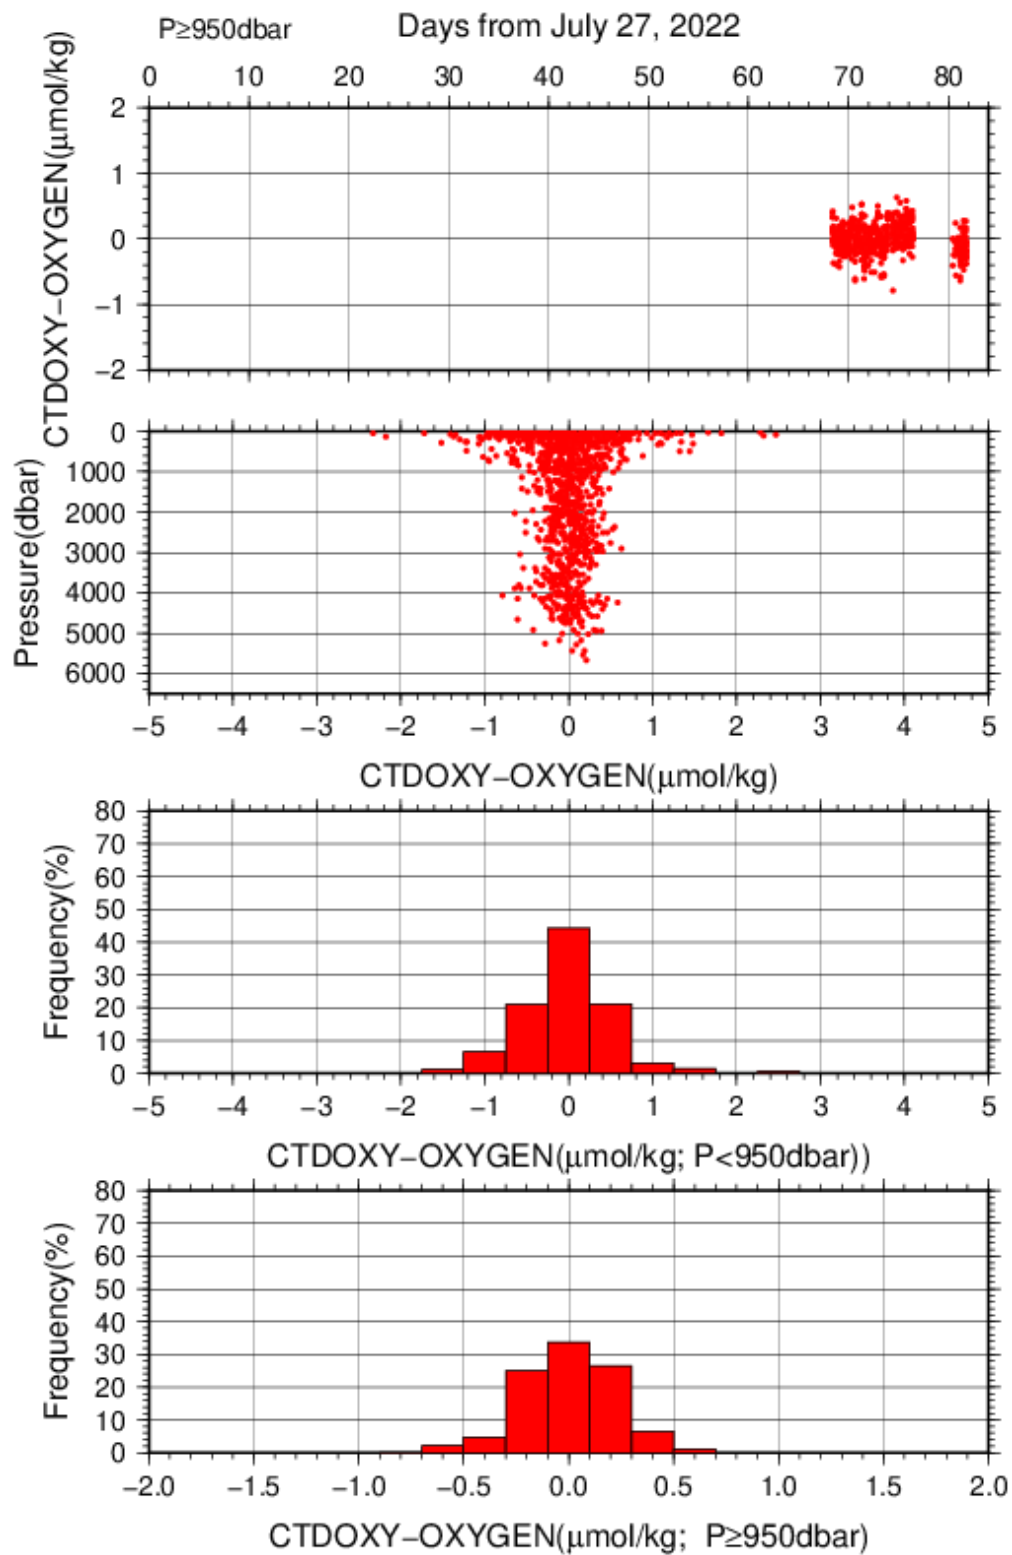 P≥950dbar Days from July 27, 2022
0 10 20 30 40 50 60 70 80
CTDOXY−OXYGEN(μmol/kg)
2
1
0
−1
−2
Pressure(dbar)
0
1000
2000
3000
4000
5000
6000
−5 −4 −3 −2 −1 0 1 2 3 4 5
CTDOXY−OXYGEN(μmol/kg)
Frequency(%)
80
70
60
50
40
30
20
10
0
−5 −4 −3 −2 −1 0 1 2 3 4 5
CTDOXY−OXYGEN(μmol/kg; P<950dbar))
Frequency(%)
80
70
60
50
40
30
20
10
0
−2.0 −1.5 −1.0 −0.5 0.0 0.5 1.0 1.5 2.0
CTDOXY−OXYGEN(μmol/kg; P≥950dbar)